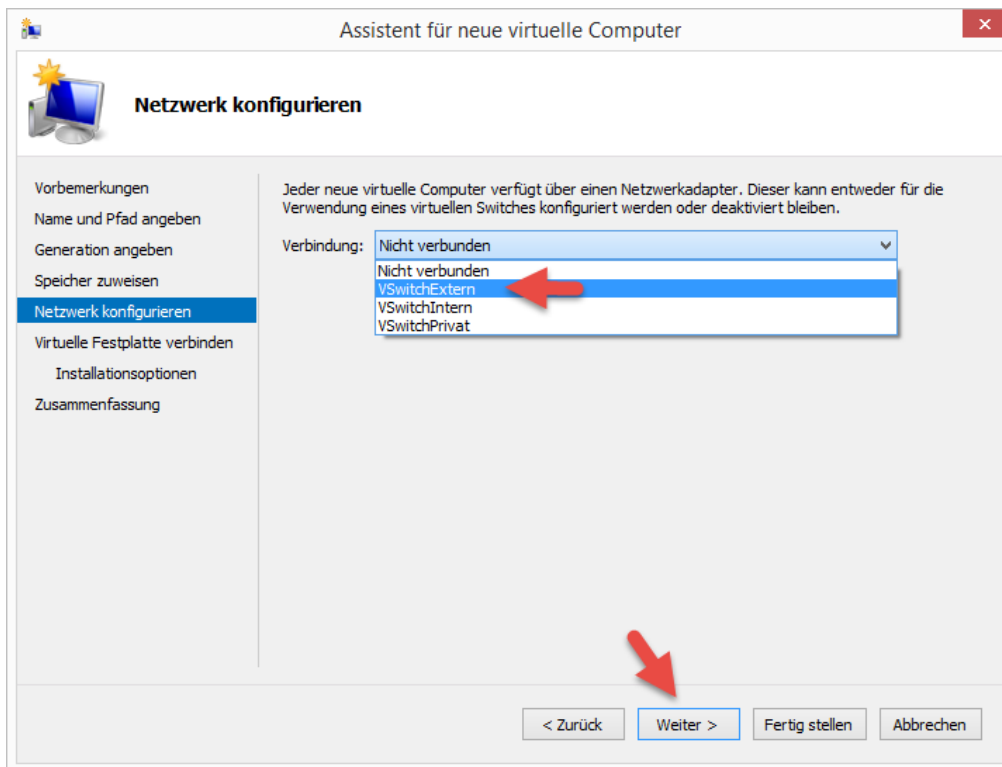 Assistent für neue virtuelle Computer
Netzwerk konfigurieren
Vorbemerkungen
Name und Pfad angeben
Generation angeben
Speicher zuweisen
Netzwerk konfigurieren
Virtuelle Festplatte verbinden
Installationsoptionen
Zusammenfassung
Jeder neue virtuelle Computer verfügt über einen Netzwerkadapter. Dieser kann entweder für die
Verwendung eines virtuellen Switches konfiguriert werden oder deaktiviert bleiben.
Verbindung: Nicht verbunden
Nicht verbunden
VSwitchExtern
VSwitchIntern
VSwitchPrivat
< Zurück Weiter > Fertig stellen Abbrechen